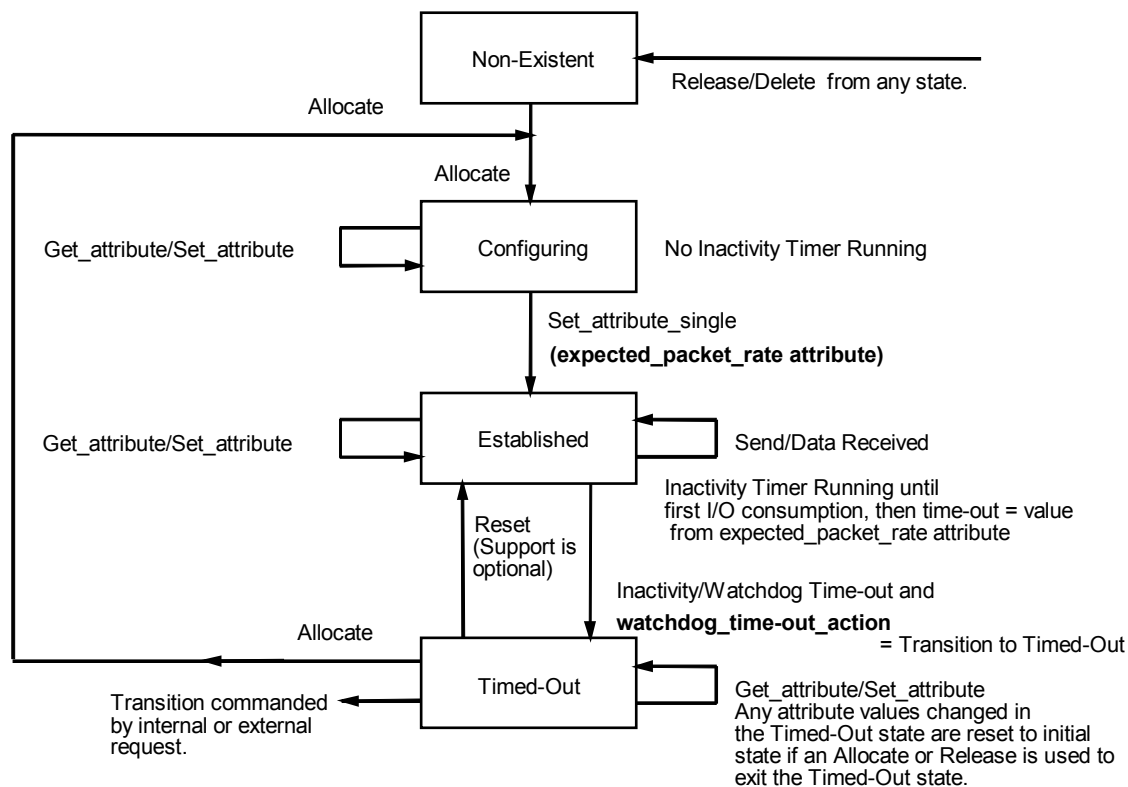 Non-Existent
Release/Delete from any state.
Allocate
Allocate
Get_attribute/Set_attribute
Configuring
No Inactivity Timer Running
Set_attribute_single
(expected_packet_rate attribute)
Get_attribute/Set_attribute
Established
Send/Data Received
Inactivity Timer Running until
first I/O consumption, then time-out = value
from expected_packet_rate attribute
Reset
(Support is
optional)
Inactivity/Watchdog Time-out and
watchdog_time-out_action
= Transition to Timed-Out
Allocate
Timed-Out
Transition commanded
by internal or external
request.
Get_attribute/Set_attribute
Any attribute values changed in
the Timed-Out state are reset to initial
state if an Allocate or Release is used to
exit the Timed-Out state.